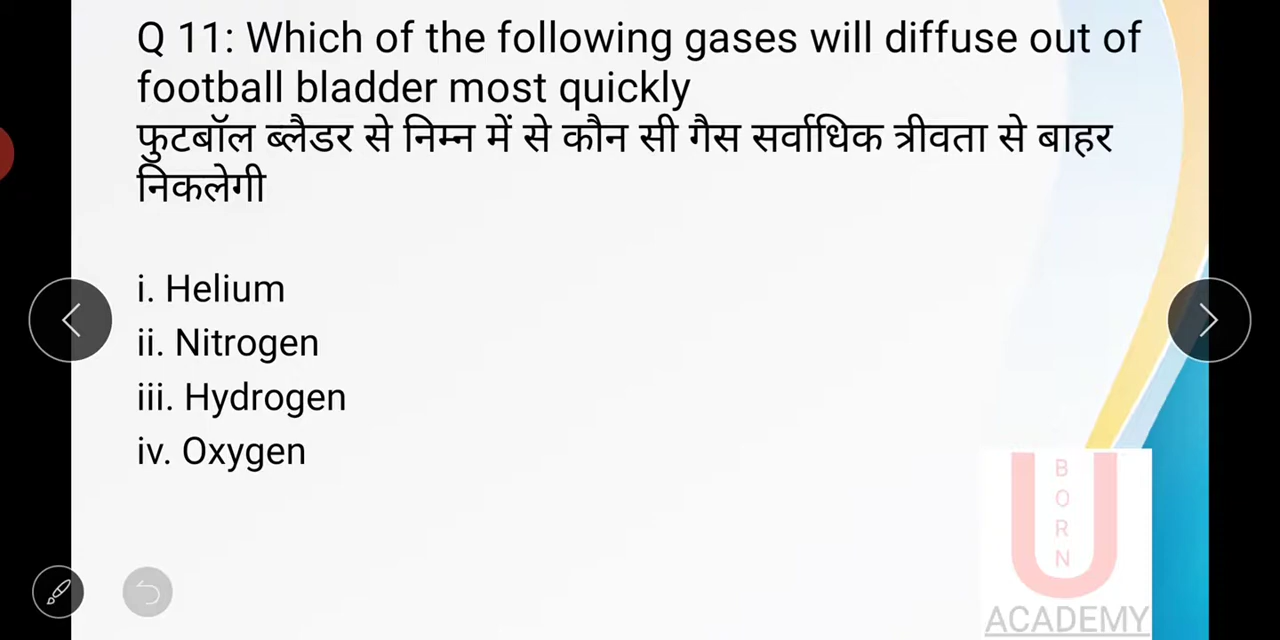 Q 11: Which of the following gases will diffuse out of
football bladder most quickly
फुटबॉल ब्लैडर से निम्न में से कौन सी गैस सर्वाधिक त्रीवता से बाहर
निकलेगी
i. Helium
ii. Nitrogen
iii. Hydrogen
iv. Oxygen
U
BORN
ACADEMY